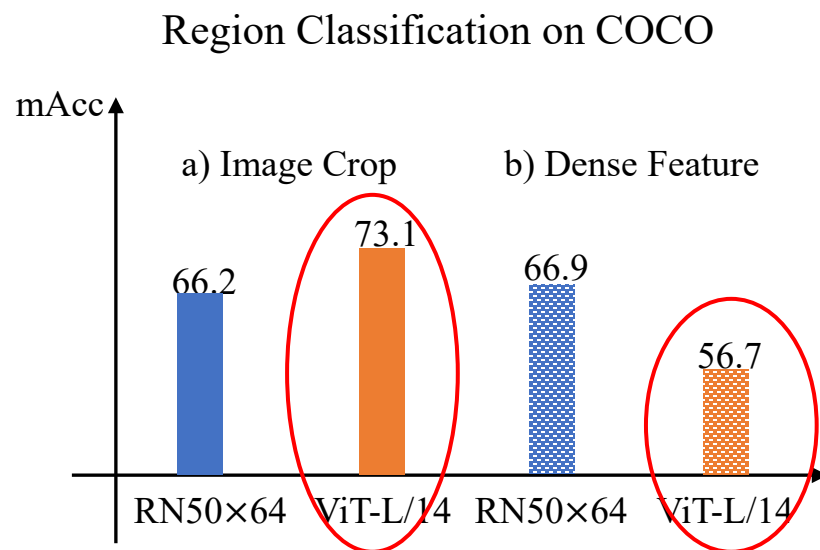 Region Classification on COCO
mAcc
a) Image Crop
b) Dense Feature
66.2
73.1
66.9
56.7
RN50×64
ViT-L/14
RN50×64
ViT-L/14